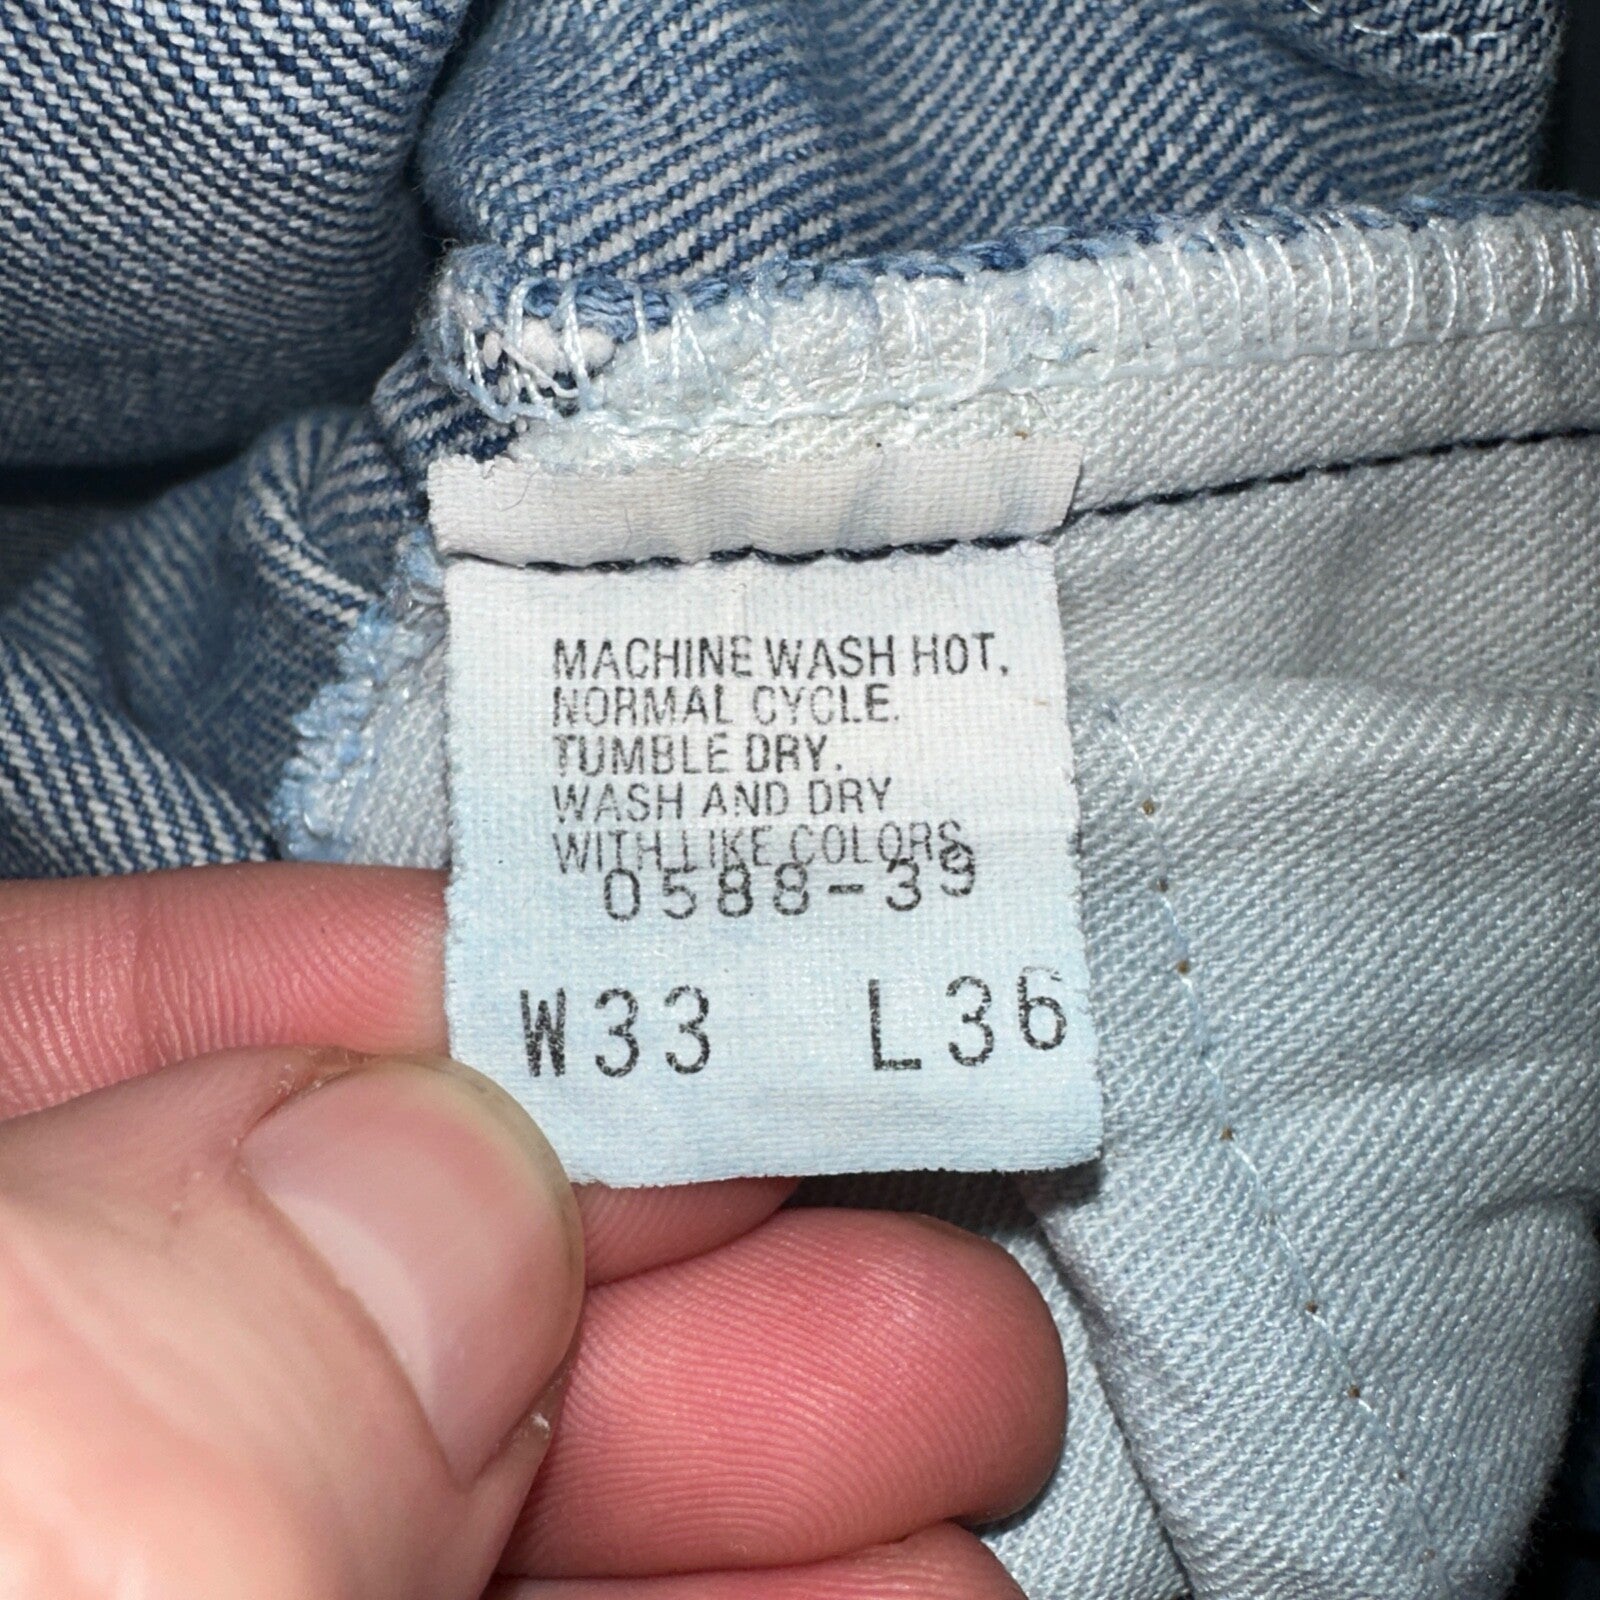 MACHINE WASH HOT.
NORMAL CYCLE.
TUMBLE DRY.
WASH AND DRY
WITH LIKE COLORS
0588-39
W33 L36